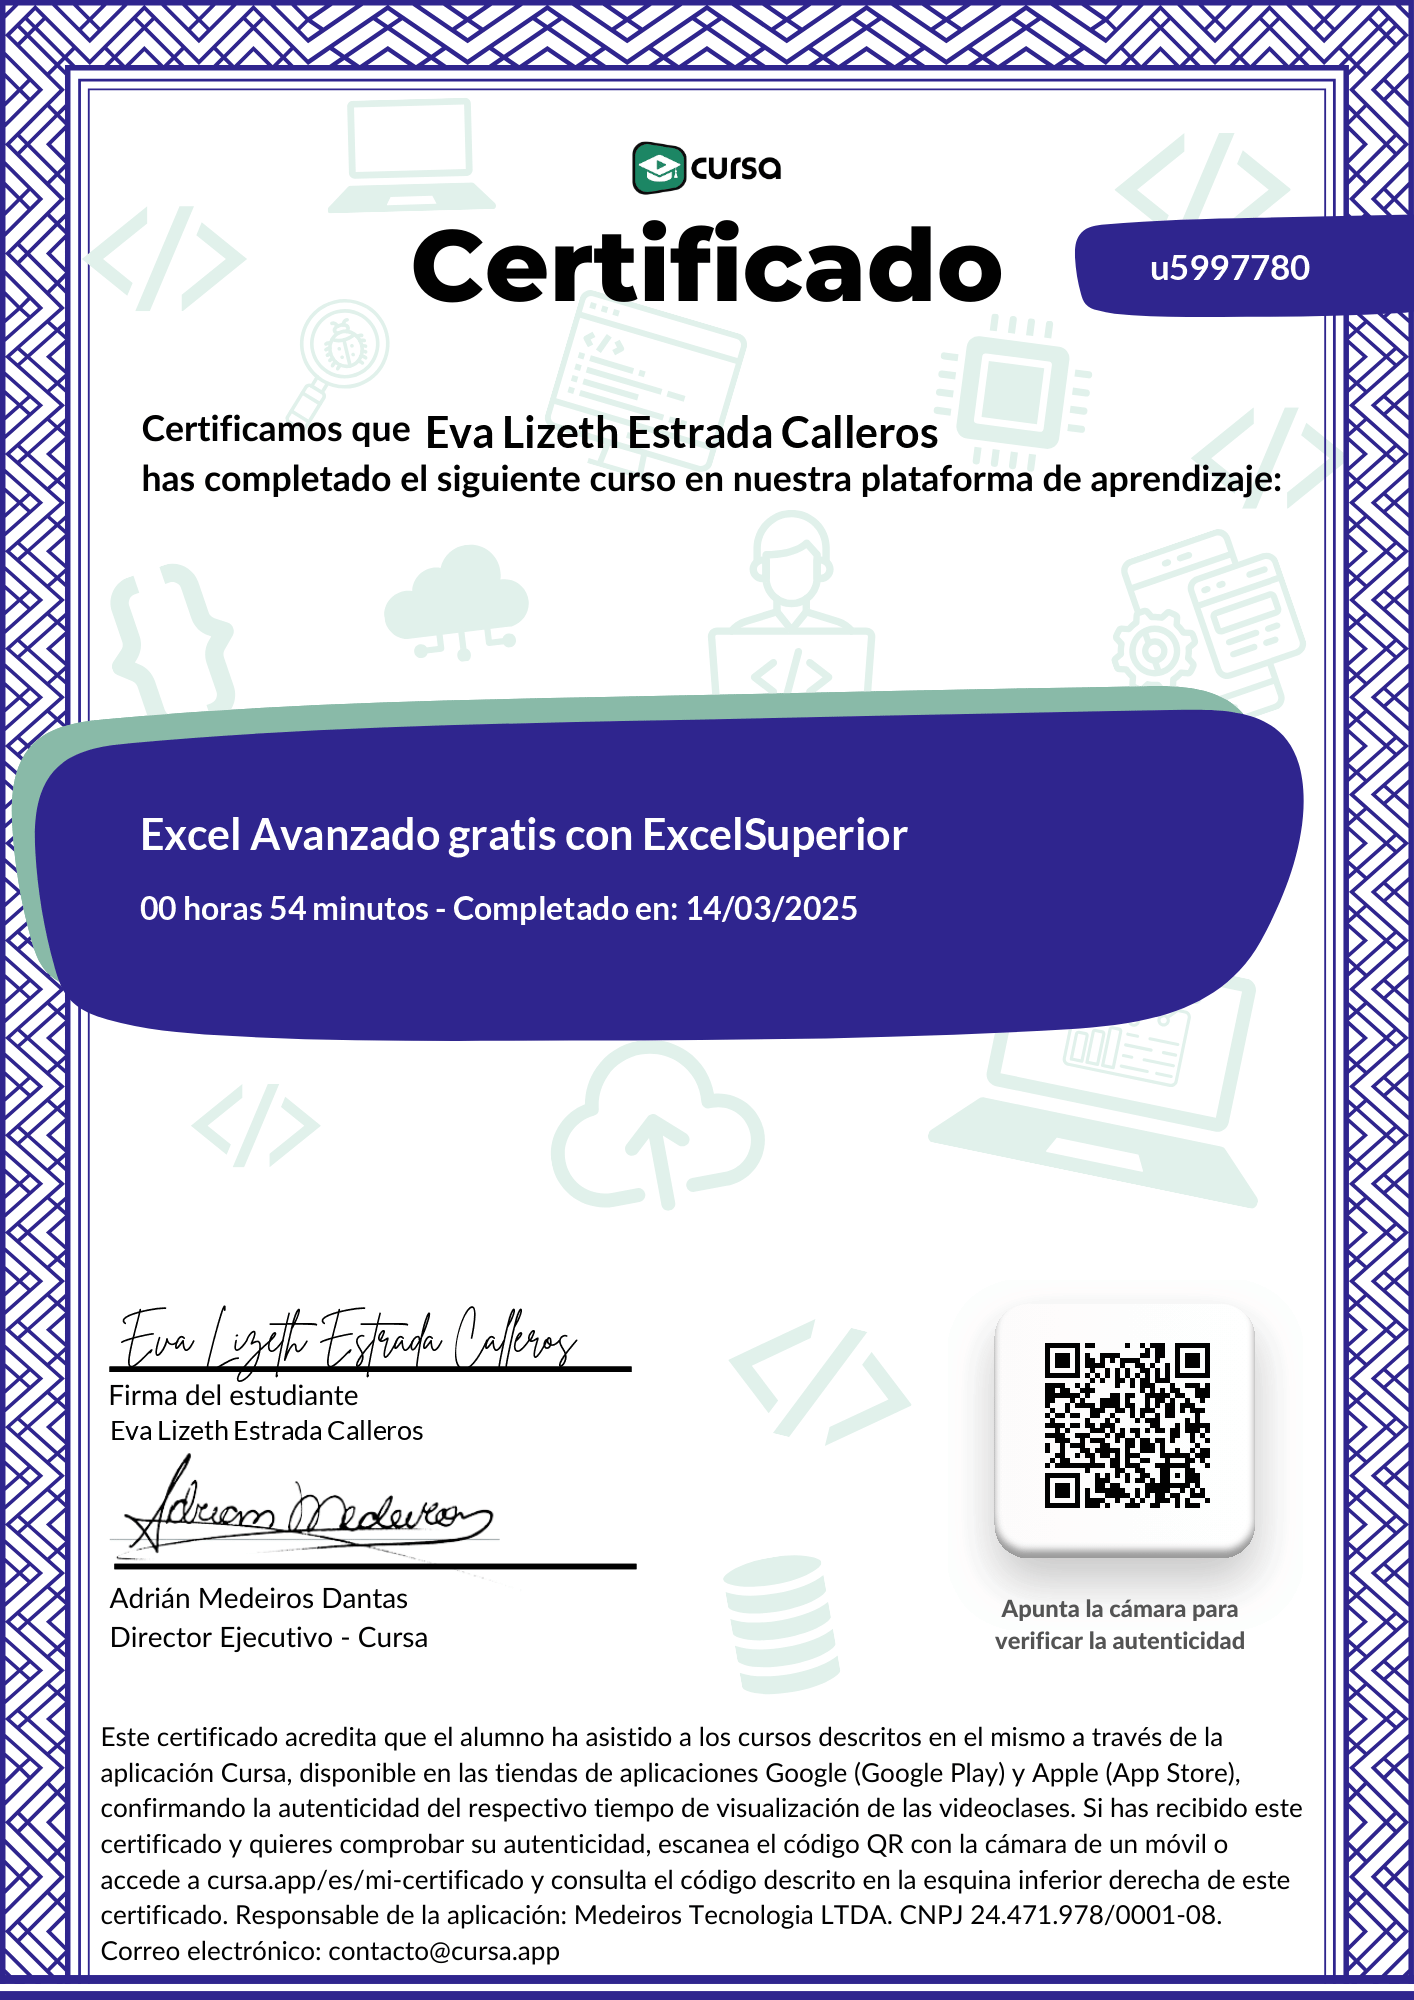 cursa
Certificado
u5997780
Certificamos que Eva Lizeth Estrada Calleros
has completado el siguiente curso en nuestra plataforma de aprendizaje:
Excel Avanzado gratis con ExcelSuperior
00 horas 54 minutos - Completado en: 14/03/2025
Eva Lizeth Estrada Calleros
Firma del estudiante
Eva Lizeth Estrada Calleros
Adrian Medeiros
Adrián Medeiros Dantas
Director Ejecutivo - Cursa
Apunta la cámara para
verificar la autenticidad
Este certificado acredita que el alumno ha asistido a los cursos descritos en el mismo a través de la
aplicación Cursa, disponible en las tiendas de aplicaciones Google (Google Play) y Apple (App Store),
confirmando la autenticidad del respectivo tiempo de visualización de las videoclases. Si has recibido este
certificado y quieres comprobar su autenticidad, escanea el código QR con la cámara de un móvil o
accede a cursa.app/es/mi-certificado y consulta el código descrito en la esquina inferior derecha de este
certificado. Responsable de la aplicación: Medeiros Tecnologia LTDA. CNPJ 24.471.978/0001-08.
Correo electrónico: contacto@cursa.app